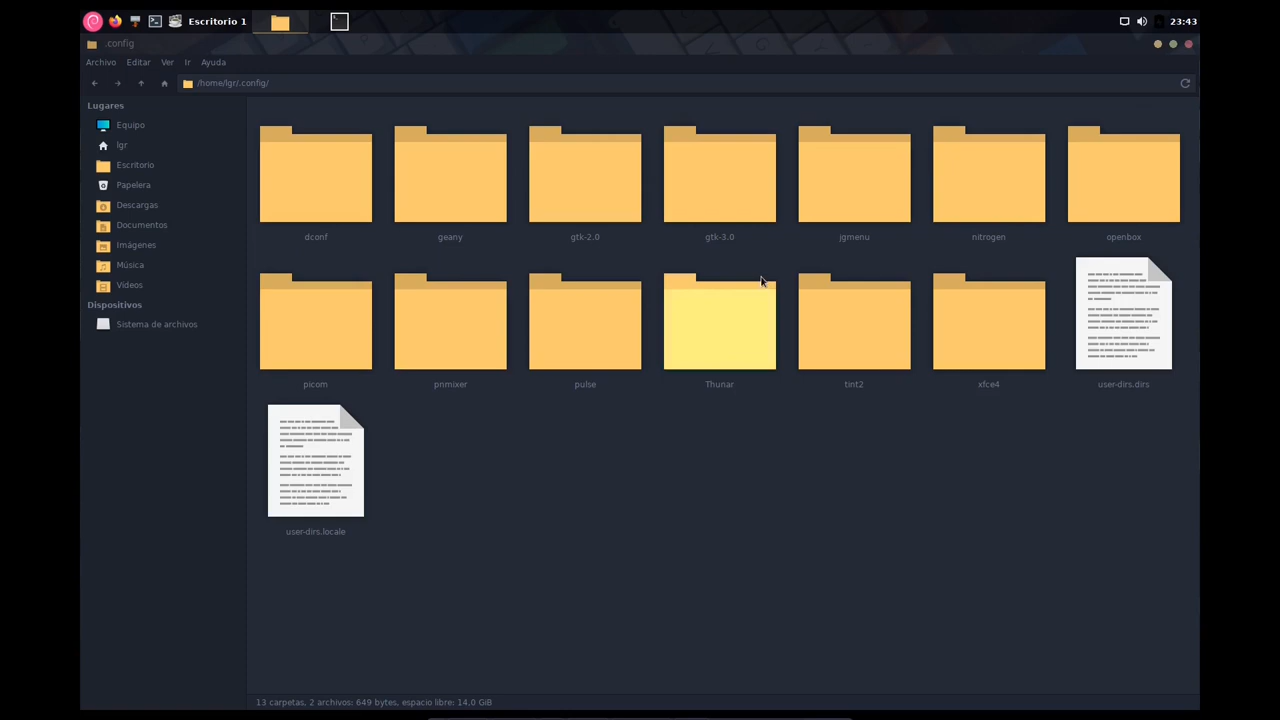 Escritorio 1
23:43
.config
Archivo Editar Ver Ir Ayuda
/home/lgr/.config/
Lugares
Equipo
lgr
Escritorio
Papelera
Descargas
Documentos
Imágenes
Música
Vídeos
Dispositivos
Sistema de archivos
dconf geany gtk-2.0 gtk-3.0 jgmenu nitrogen openbox
picom pnmixer pulse Thunar tint2 xfce4 user-dirs.dirs
user-dirs.locale
13 carpetas, 2 archivos: 649 bytes, espacio libre: 14,0 GiB